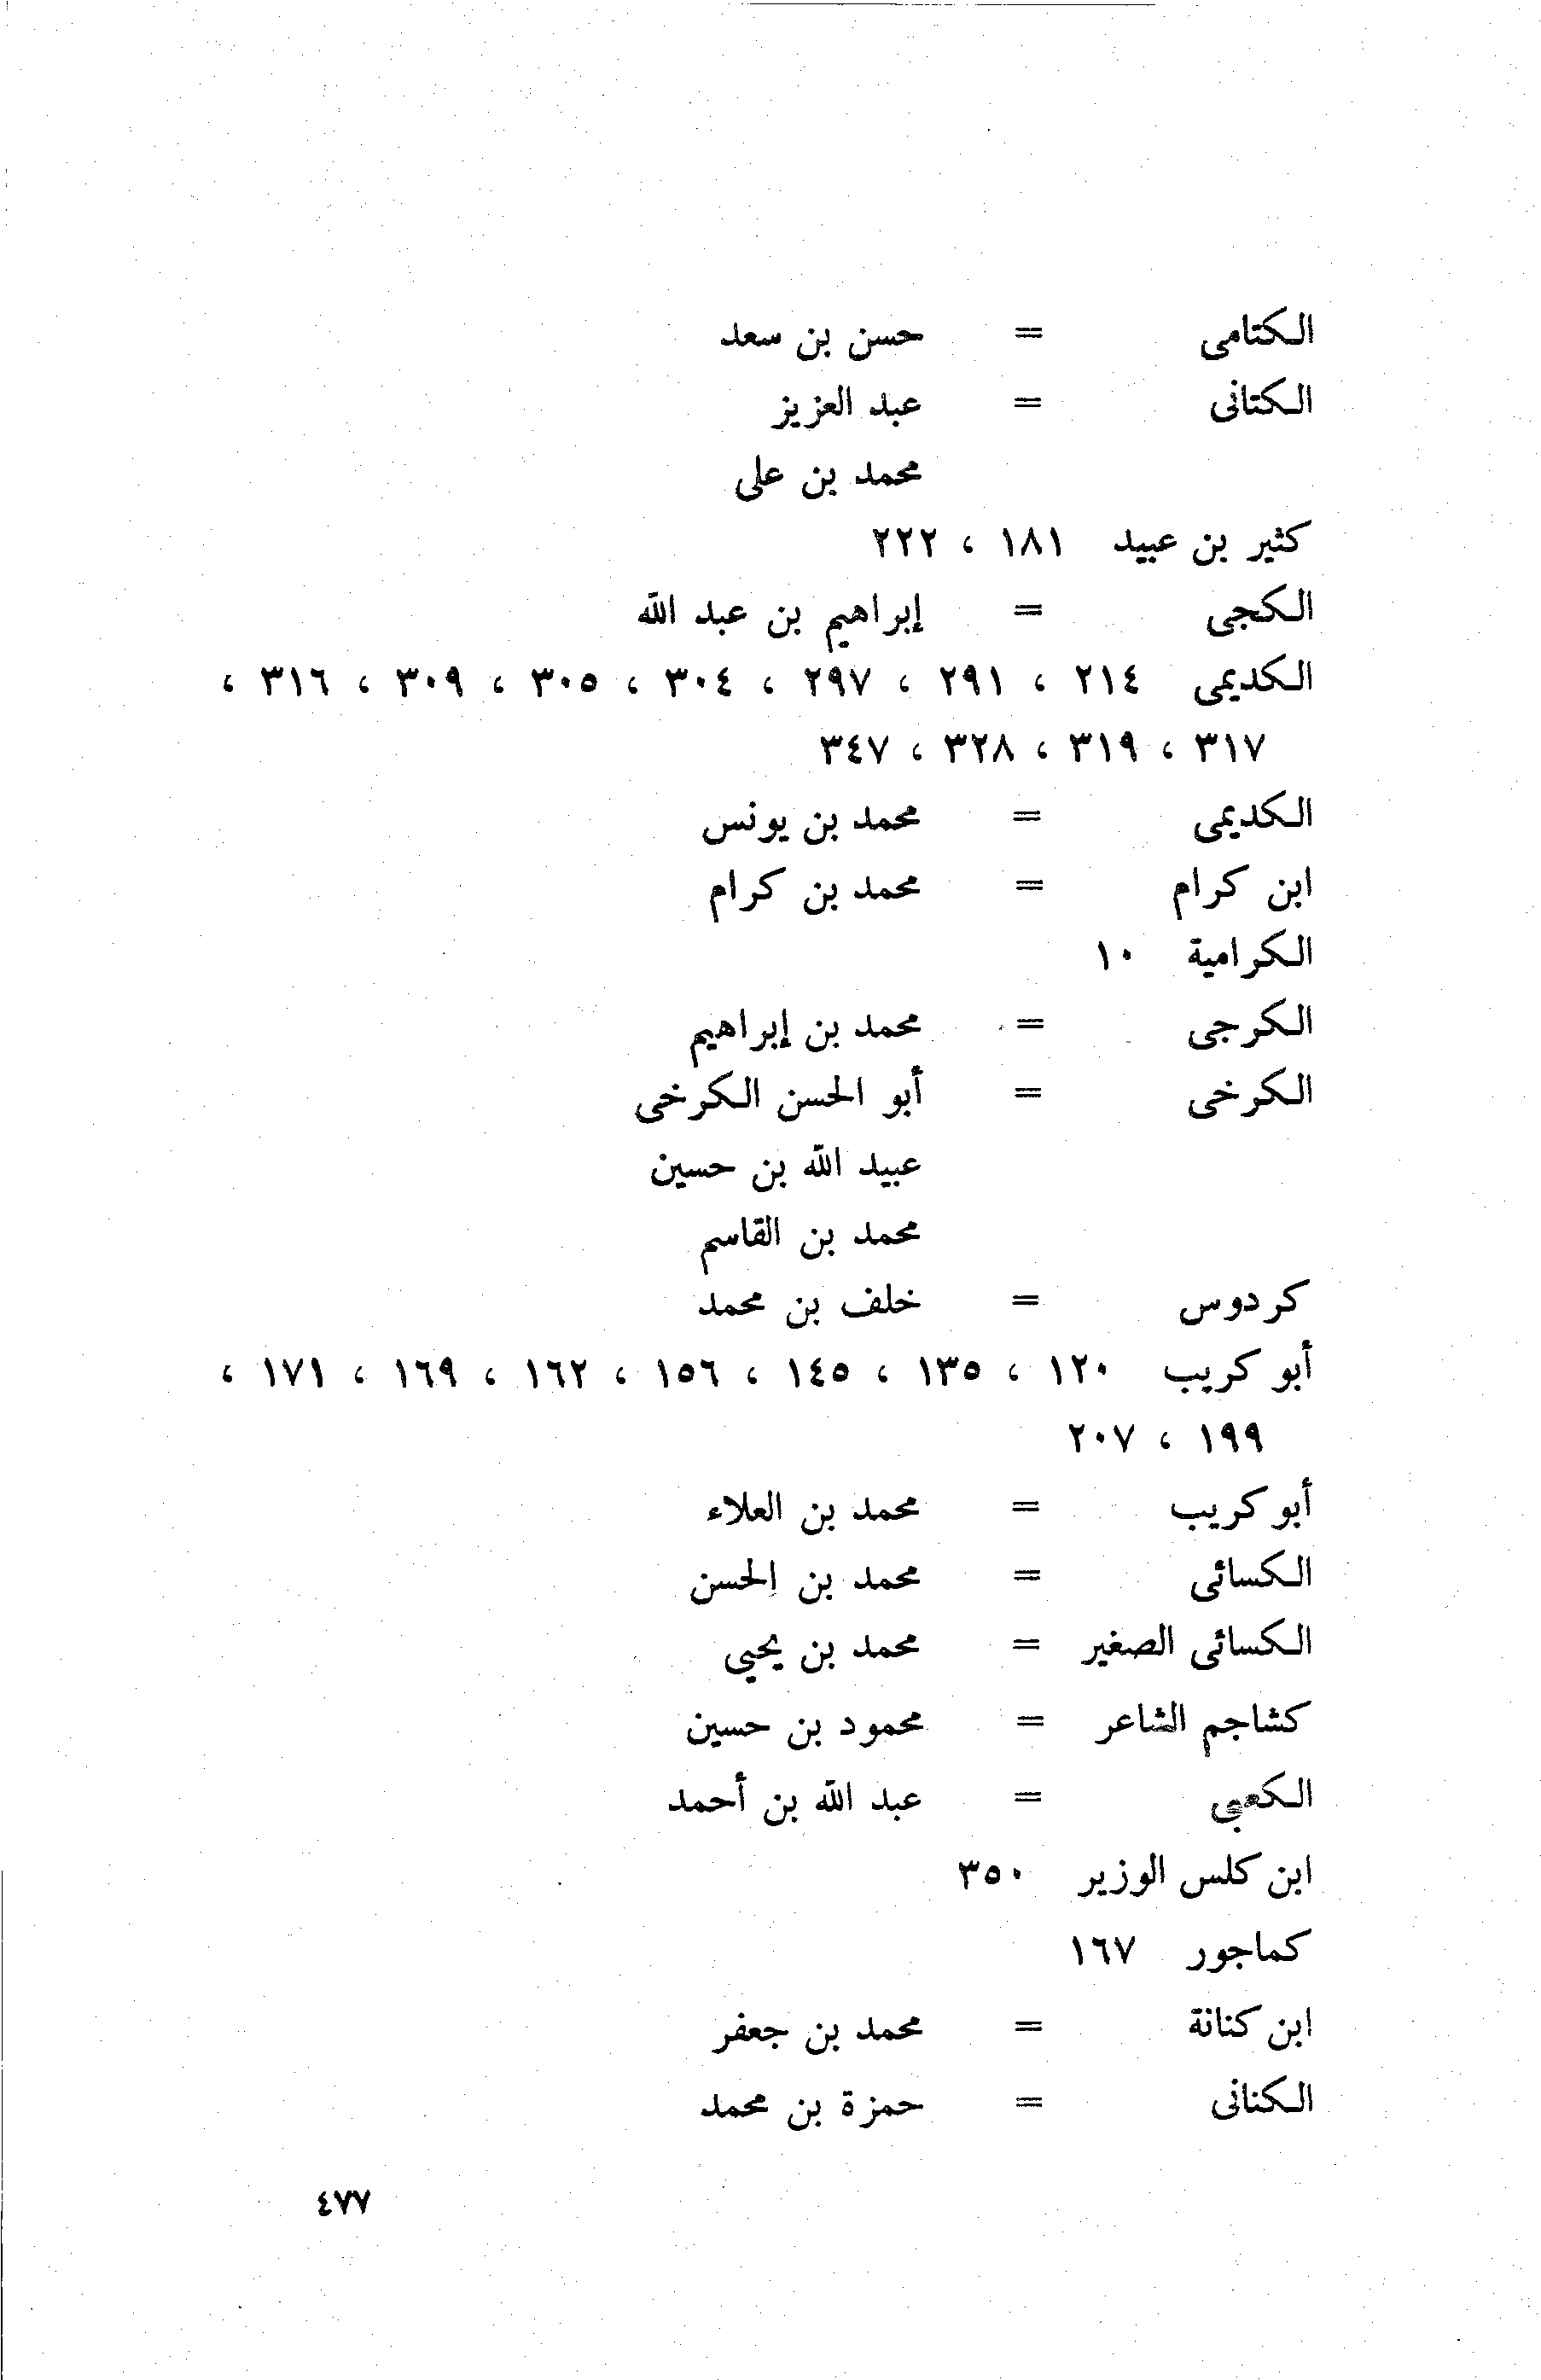 الكتامى = حسن بن سعد
الكتانى = عبد العزيز
محمد بن على
كثير بن عبيد ١٨١ ، ٢٢٢
الكجى = إبراهيم بن عبد الله
الكديمى ٢١٤ ، ٢٩١ ، ٢٩٧ ، ٣٠٤ ، ٣٠٥ ، ٣٠٩ ، ٣١٦ ،
٣١٧ ، ٣١٩ ، ٣٢٨ ، ٣٤٧
الكديمى = محمد بن يونس
ابن كرام = محمد بن كرام
الكرامية ١٠
الكرجى = محمد بن إبراهيم
الكرخى = أبو الحسن الكرخى
عبيد الله بن حسين
محمد بن القاسم
كردوس = خلف بن محمد
أبو كريب ١٢٠ ، ١٣٥ ، ١٤٥ ، ١٥٦ ، ١٦٢ ، ١٦٩ ، ١٧١ ،
١٩٩ ، ٢٠٧
أبو كريب = محمد بن العلاء
الكسائى = محمد بن الحسن
الكسائى الصغير = محمد بن يحيى
كشاجم الشاعر = محمود بن حسين
الكعبى = عبد الله بن أحمد
ابن كلس الوزير ٣٥٠
كماجور ١٦٧
ابن كنانة = محمد بن جعفر
الكنانى = حمزة بن محمد
٤٧٧